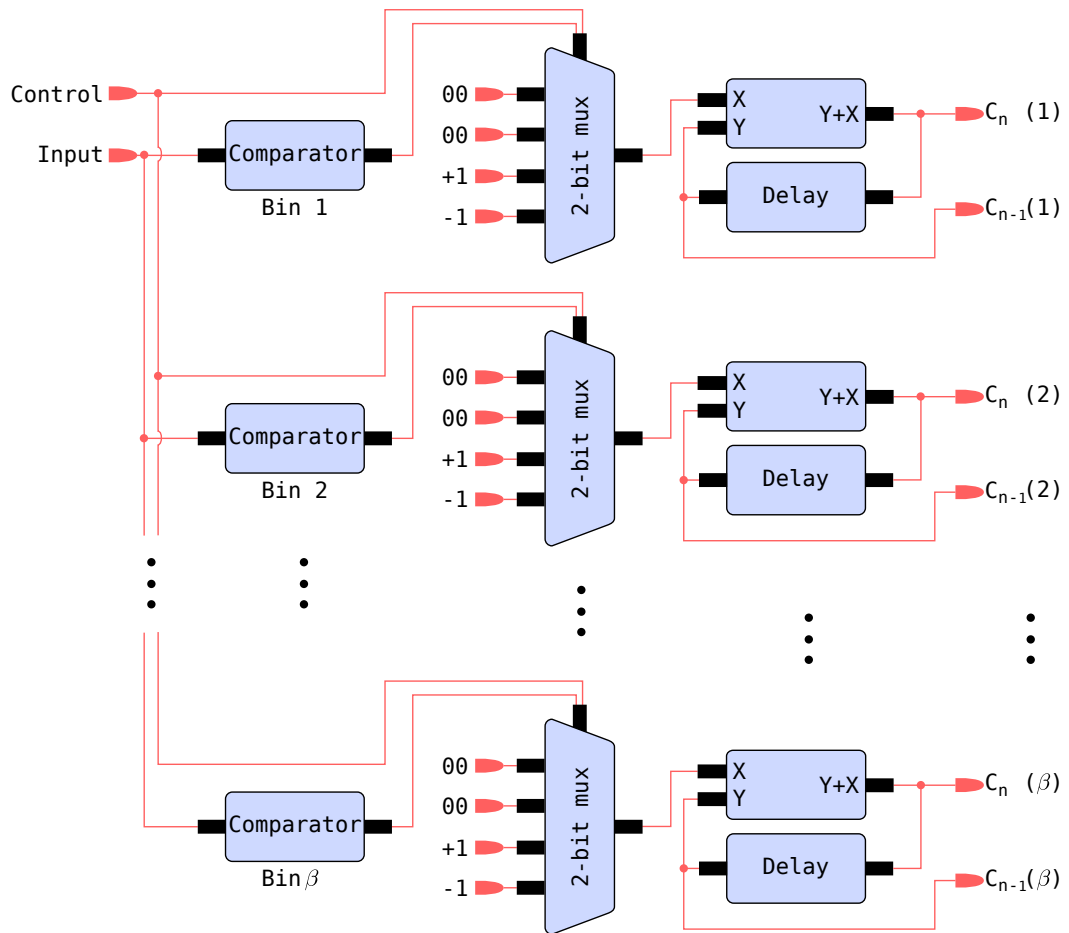 Control
Input
Comparator
Bin 1
00
00
+1
-1
2-bit mux
X
Y
Y+X
Delay
Cₙ (1)
Cₙ₋₁(1)
Comparator
Bin 2
00
00
+1
-1
2-bit mux
X
Y
Y+X
Delay
Cₙ (2)
Cₙ₋₁(2)
Comparator
Bin β
00
00
+1
-1
2-bit mux
X
Y
Y+X
Delay
Cₙ (β)
Cₙ₋₁(β)